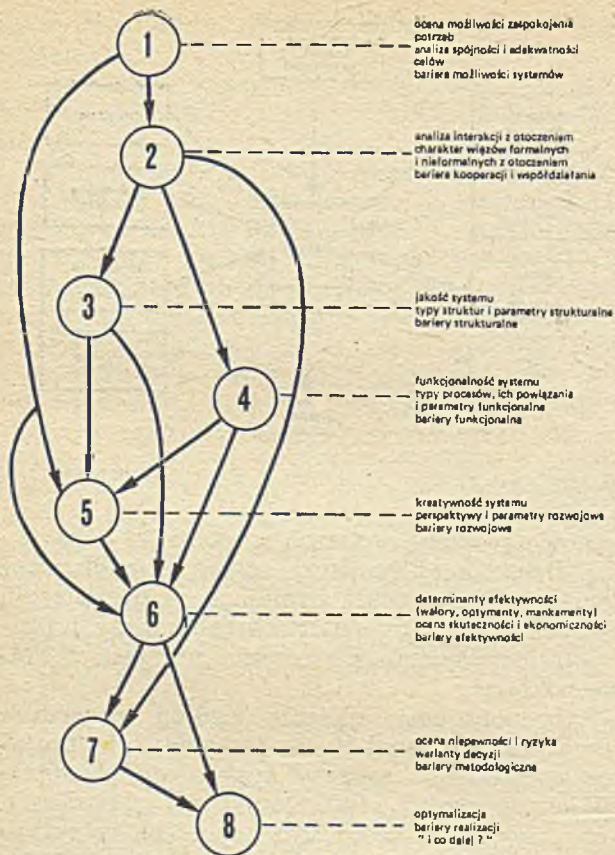 1
ocena możliwości zaspokojenia
potrzeb
analiza spójności i adekwatności
celów
bariera możliwości systemów
2
analiza interakcji z otoczeniem
charakter więzów formalnych
i nieformalnych z otoczeniem
bariera kooperacji i współdziałania
3
jakość systemu
typy struktur i parametry strukturalne
bariery strukturalne
4
funkcjonalność systemu
typy procesów, ich powiązania
i parametry funkcjonalne
bariery funkcjonalna
5
kreatywność systemu
perspektywy i parametry rozwojowe
bariery rozwojowe
6
determinanty efektywności
(walory, optymenty, mankamenty)
ocena skuteczności i ekonomiczności
bariery efektywności
7
ocena niepewności i ryzyka
warianty decyzji
bariery metodologiczne
8
optymalizacja
bariery realizacji
" i co dalej ? "